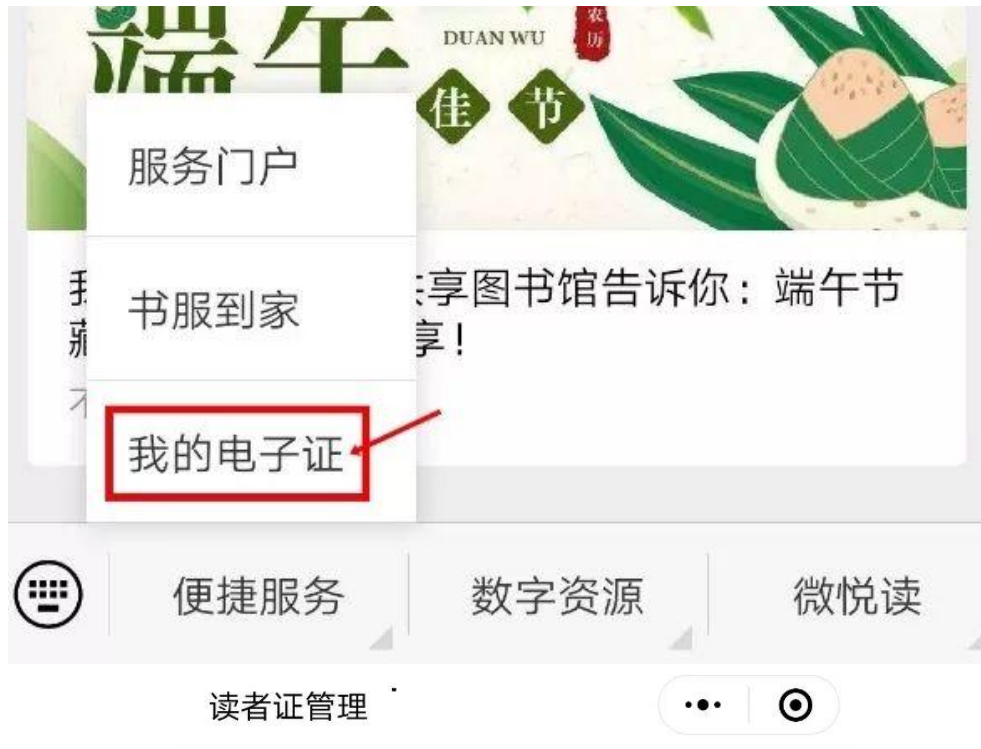 端午
DUAN WU
农历
佳节
服务门户
享图书馆告诉你：端午节
书服到家
享！
我的电子证
便捷服务
数字资源
微悦读
读者证管理